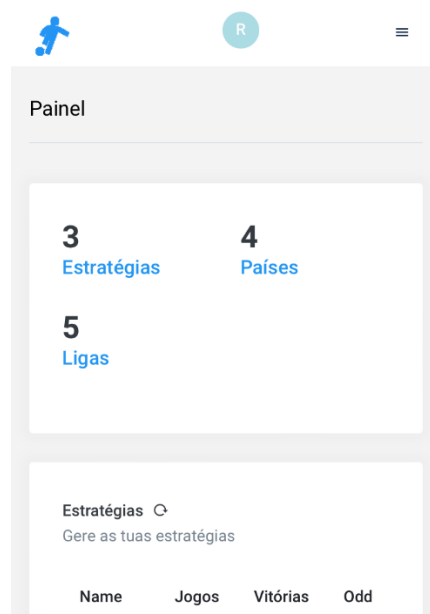 R
Painel
3 4
Estratégias Países
5
Ligas
Estratégias
Gere as tuas estratégias
Name Jogos Vitórias Odd